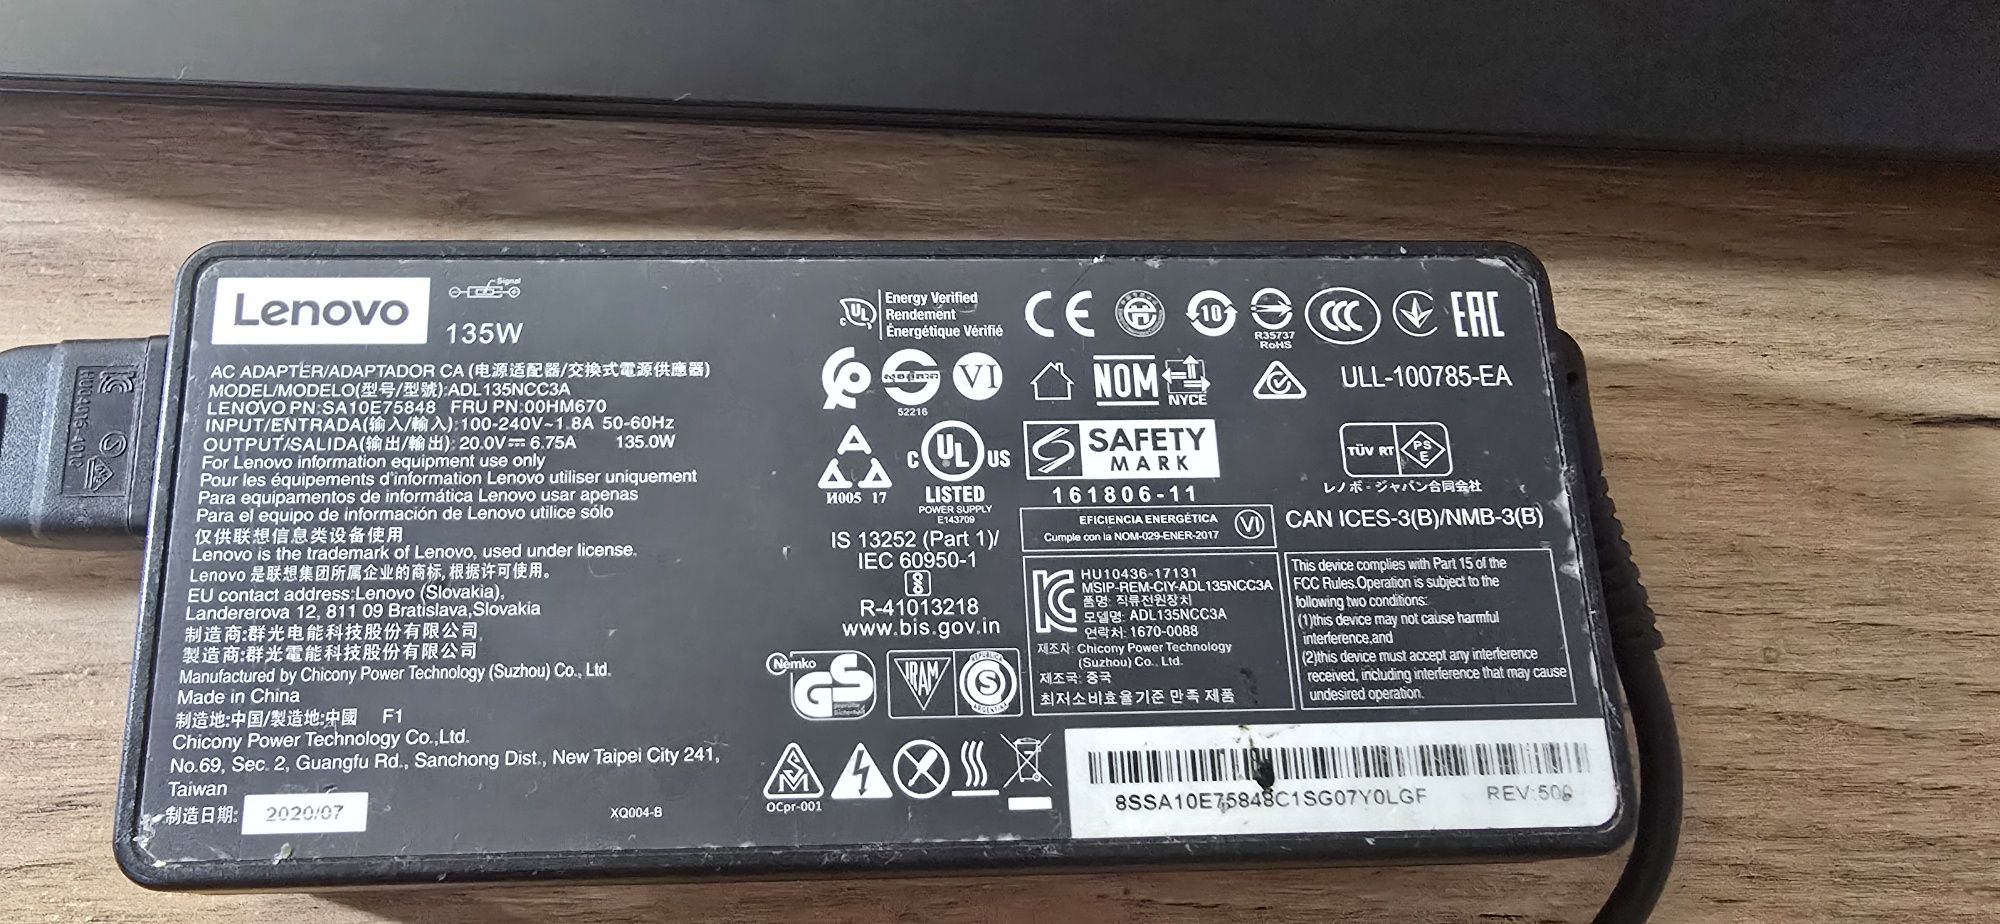 Lenovo
Signal
135W
AC ADAPTER/ADAPTADOR CA (电源适配器/交換式電源供應器)
MODEL/MODELO(型号/型號):ADL135NCC3A
LENOVO PN:SA10E75848 FRU PN:00HM670
INPUT/ENTRADA(输入/輸入):100-240V~1.8A 50-60Hz
OUTPUT/SALIDA(输出/輸出): 20.0V⎓6.75A 135.0W
For Lenovo information equipment use only
Pour les équipements d'information Lenovo utiliser uniquement
Para equipamentos de informática Lenovo usar apenas
Para el equipo de información de Lenovo utilice sólo
仅供联想信息类设备使用
Lenovo is the trademark of Lenovo, used under license.
Lenovo 是联想集团所属企业的商标,根据许可使用。
EU contact address:Lenovo (Slovakia),
Landererova 12, 811 09 Bratislava,Slovakia
制造商:群光电能科技股份有限公司
製造商:群光電能科技股份有限公司
Manufactured by Chicony Power Technology (Suzhou) Co., Ltd.
Made in China
制造地:中国/製造地:中國 F1
Chicony Power Technology Co.,Ltd.
No.69, Sec. 2, Guangfu Rd., Sanchong Dist., New Taipei City 241,
Taiwan
制造日期: 2020/07
XQ004-B
c UL
Energy Verified
Rendement
Énergétique Vérifié
CE
10
R35737
RoHS
CCC
EAC
52216
VI
NOM
NYCE
ULL-100785-EA
И005 17
c UL US
LISTED
POWER SUPPLY
E143709
SAFETY
MARK
161806-11
TÜV RT
PS
E
レノボ・ジャパン合同会社
IS 13252 (Part 1)/
IEC 60950-1
R-41013218
www.bis.gov.in
EFICIENCIA ENERGÉTICA
Cumple con la NOM-029-ENER-2017
VI
CAN ICES-3(B)/NMB-3(B)
HU10436-17131
MSIP-REM-CIY-ADL135NCC3A
품명: 직류전원장치
모델명: ADL135NCC3A
연락처: 1670-0088
제조자: Chicony Power Technology
(Suzhou) Co., Ltd.
제조국: 중국
최저소비효율기준 만족 제품
This device complies with Part 15 of the
FCC Rules.Operation is subject to the
following two conditions:
(1)this device may not cause harmful
interference,and
(2)this device must accept any interference
received, including interference that may cause
undesired operation.
Nemko
GS
IRAM
S
ARGENTINA
OCpr-001
8SSA10E75848C1SG07Y0LGF